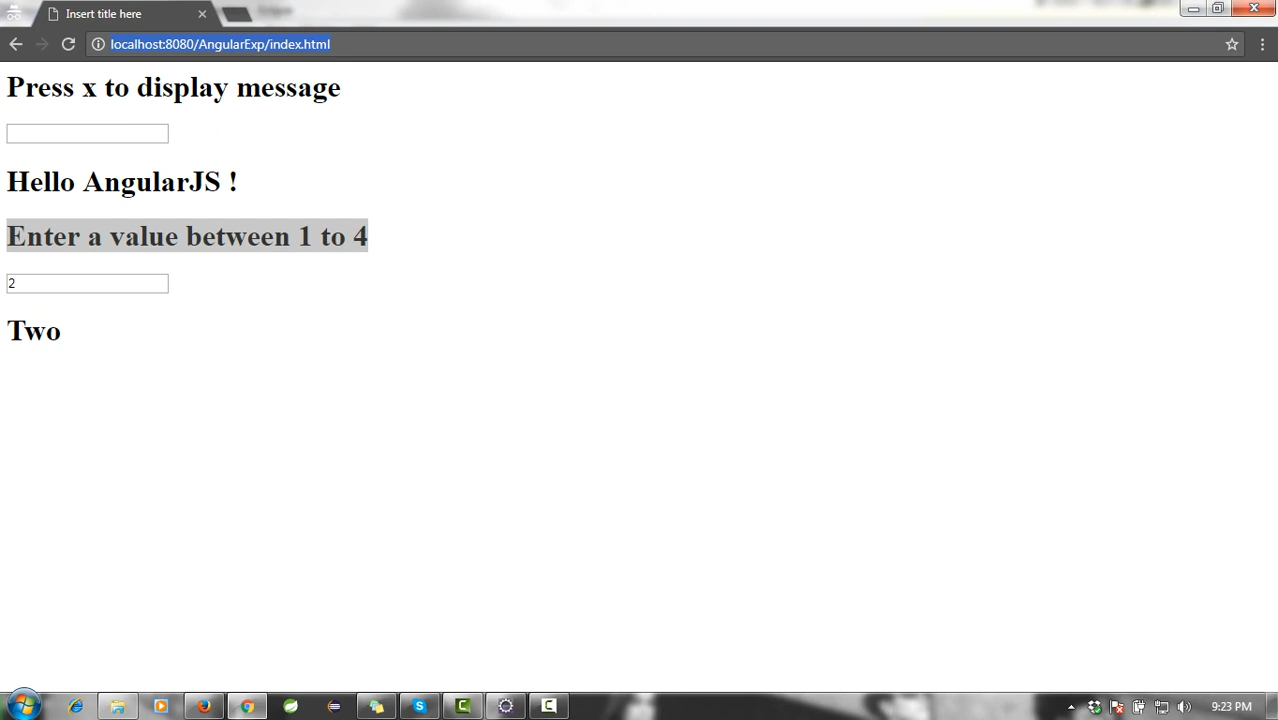 Insert title here
localhost:8080/AngularExp/index.html
Press x to display message
Hello AngularJS !
Enter a value between 1 to 4
2
Two
9:23 PM